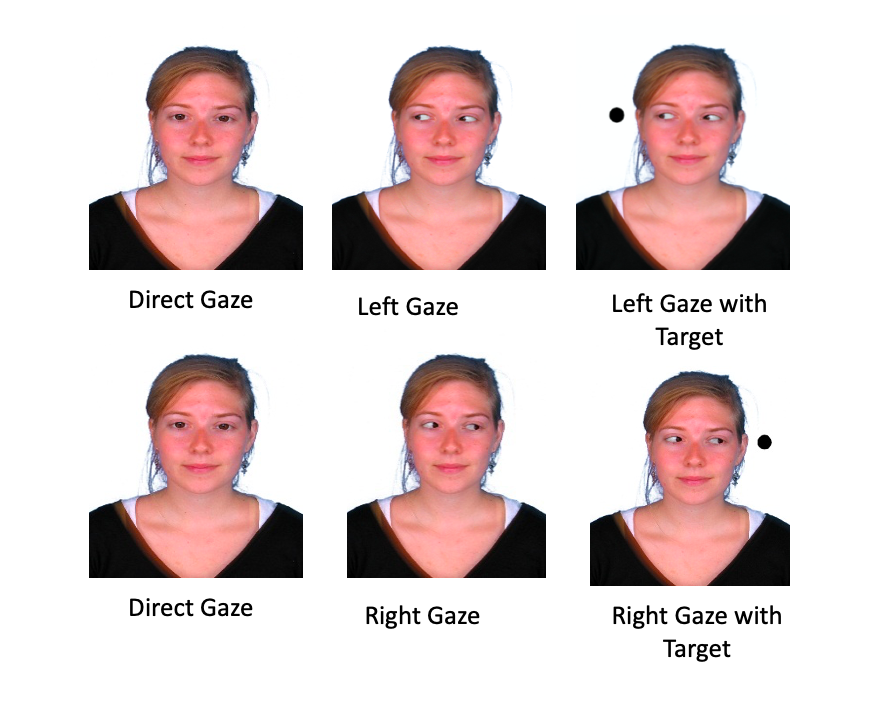 Direct Gaze
Left Gaze
Left Gaze with
Target
Direct Gaze
Right Gaze
Right Gaze with
Target